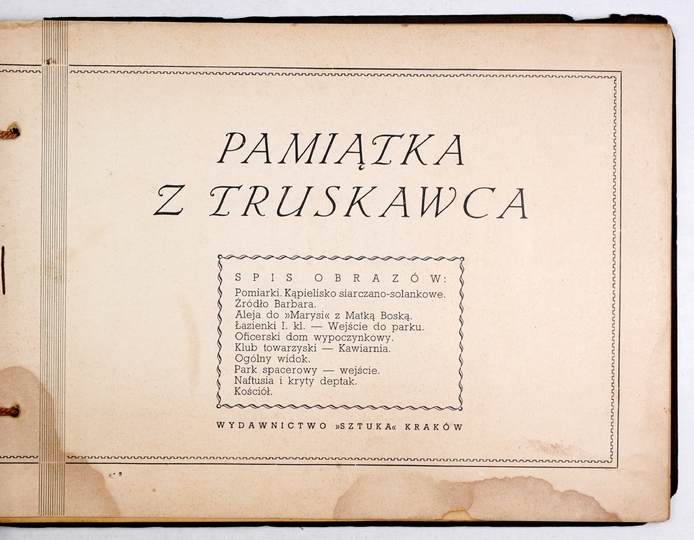 PAMIĄTKA
Z TRUSKAWCA
SPIS OBRAZÓW:
Pomiarki. Kąpielisko siarczano-solankowe.
Źródło Barbara.
Aleja do »Marysi« z Matką Boską.
Łazienki I. kl. — Wejście do parku.
Oficerski dom wypoczynkowy.
Klub towarzyski — Kawiarnia.
Ogólny widok.
Park spacerowy — wejście.
Naftusia i kryty deptak.
Kościół.
WYDAWNICTWO »SZTUKA« KRAKÓW